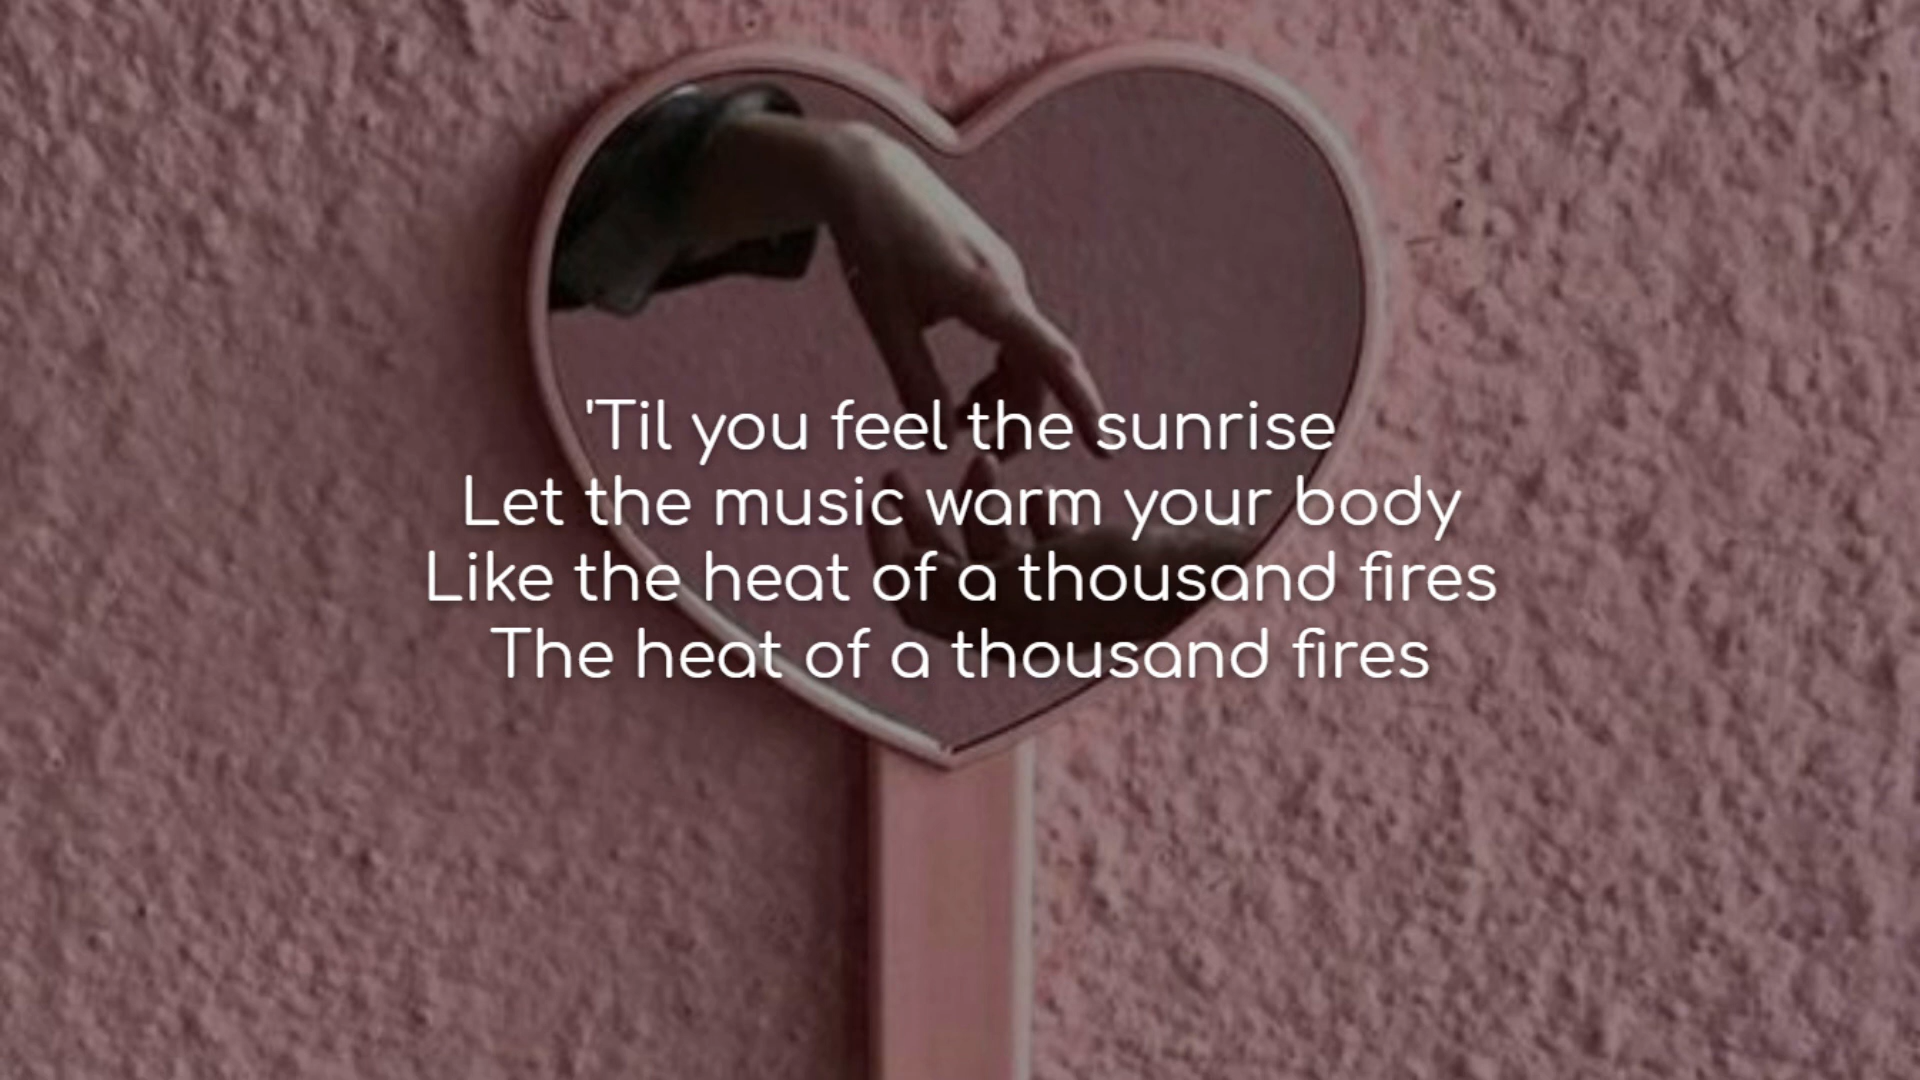 'Til you feel the sunrise
Let the music warm your body
Like the heat of a thousand fires
The heat of a thousand fires